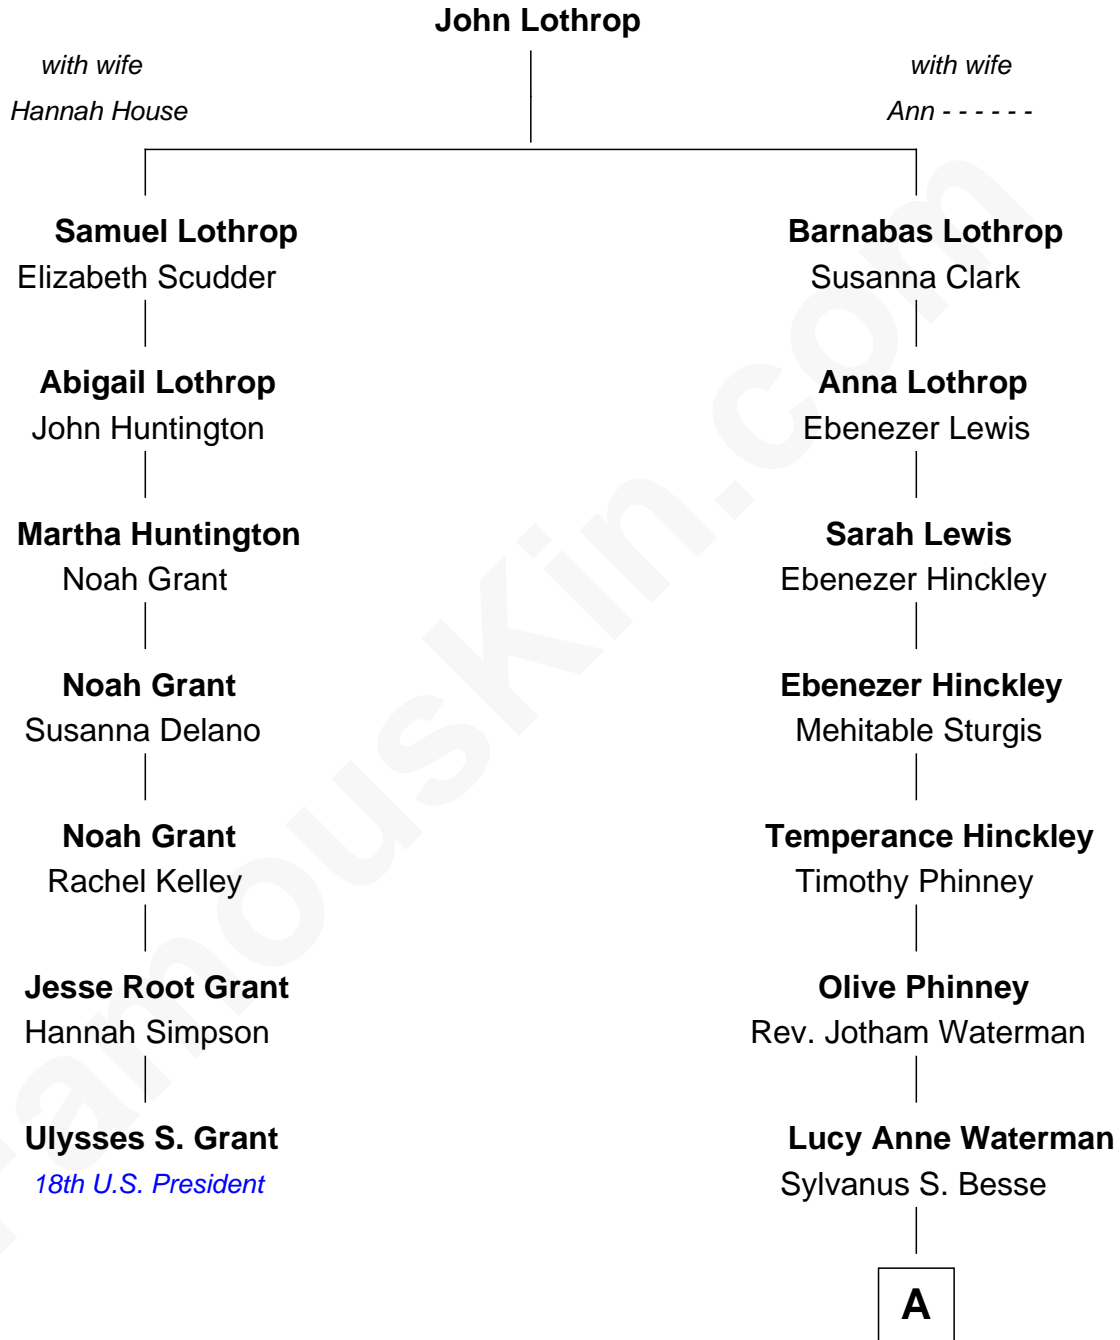 John Lothrop
with wife
Hannah House
with wife
Ann - - - - - -
Samuel Lothrop
Elizabeth Scudder
Barnabas Lothrop
Susanna Clark
Abigail Lothrop
John Huntington
Anna Lothrop
Ebenezer Lewis
Martha Huntington
Noah Grant
Sarah Lewis
Ebenezer Hinckley
Noah Grant
Susanna Delano
Ebenezer Hinckley
Mehitable Sturgis
Noah Grant
Rachel Kelley
Temperance Hinckley
Timothy Phinney
Jesse Root Grant
Hannah Simpson
Olive Phinney
Rev. Jotham Waterman
Ulysses S. Grant
18th U.S. President
Lucy Anne Waterman
Sylvanus S. Besse
A
FamousKin.com